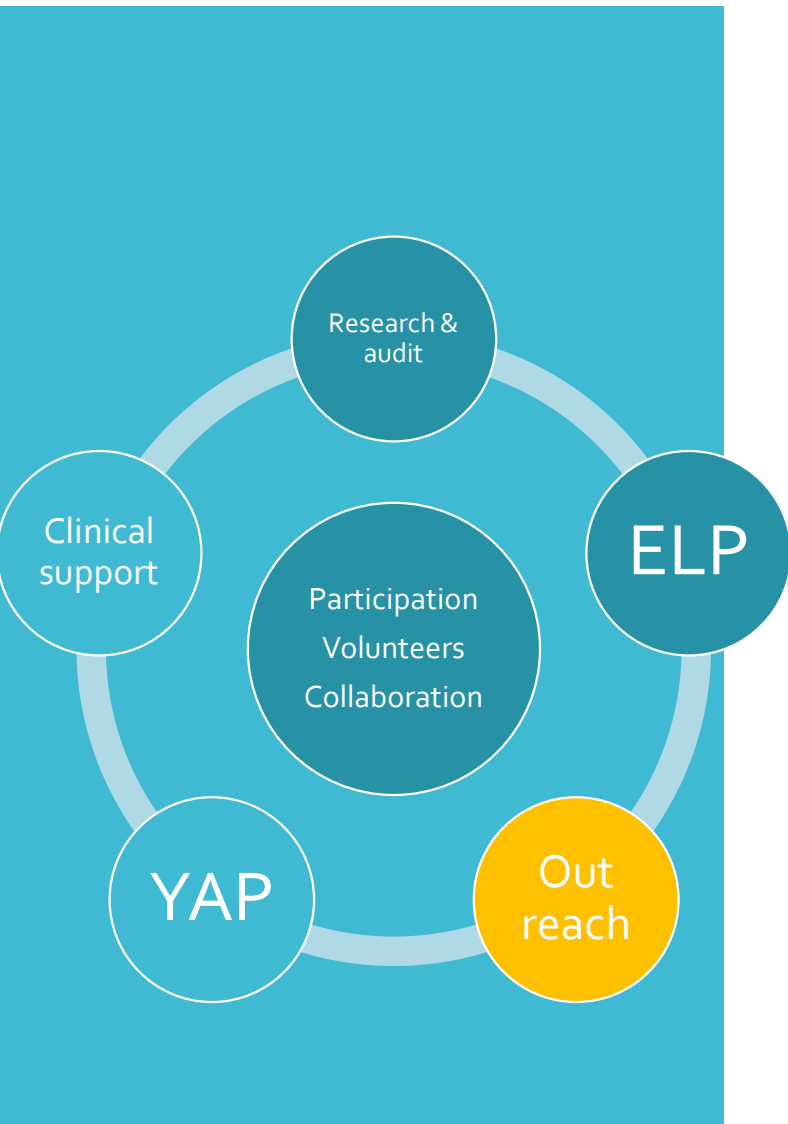 Research &
audit
Clinical
support
ELP
Participation
Volunteers
Collaboration
YAP
Out
reach